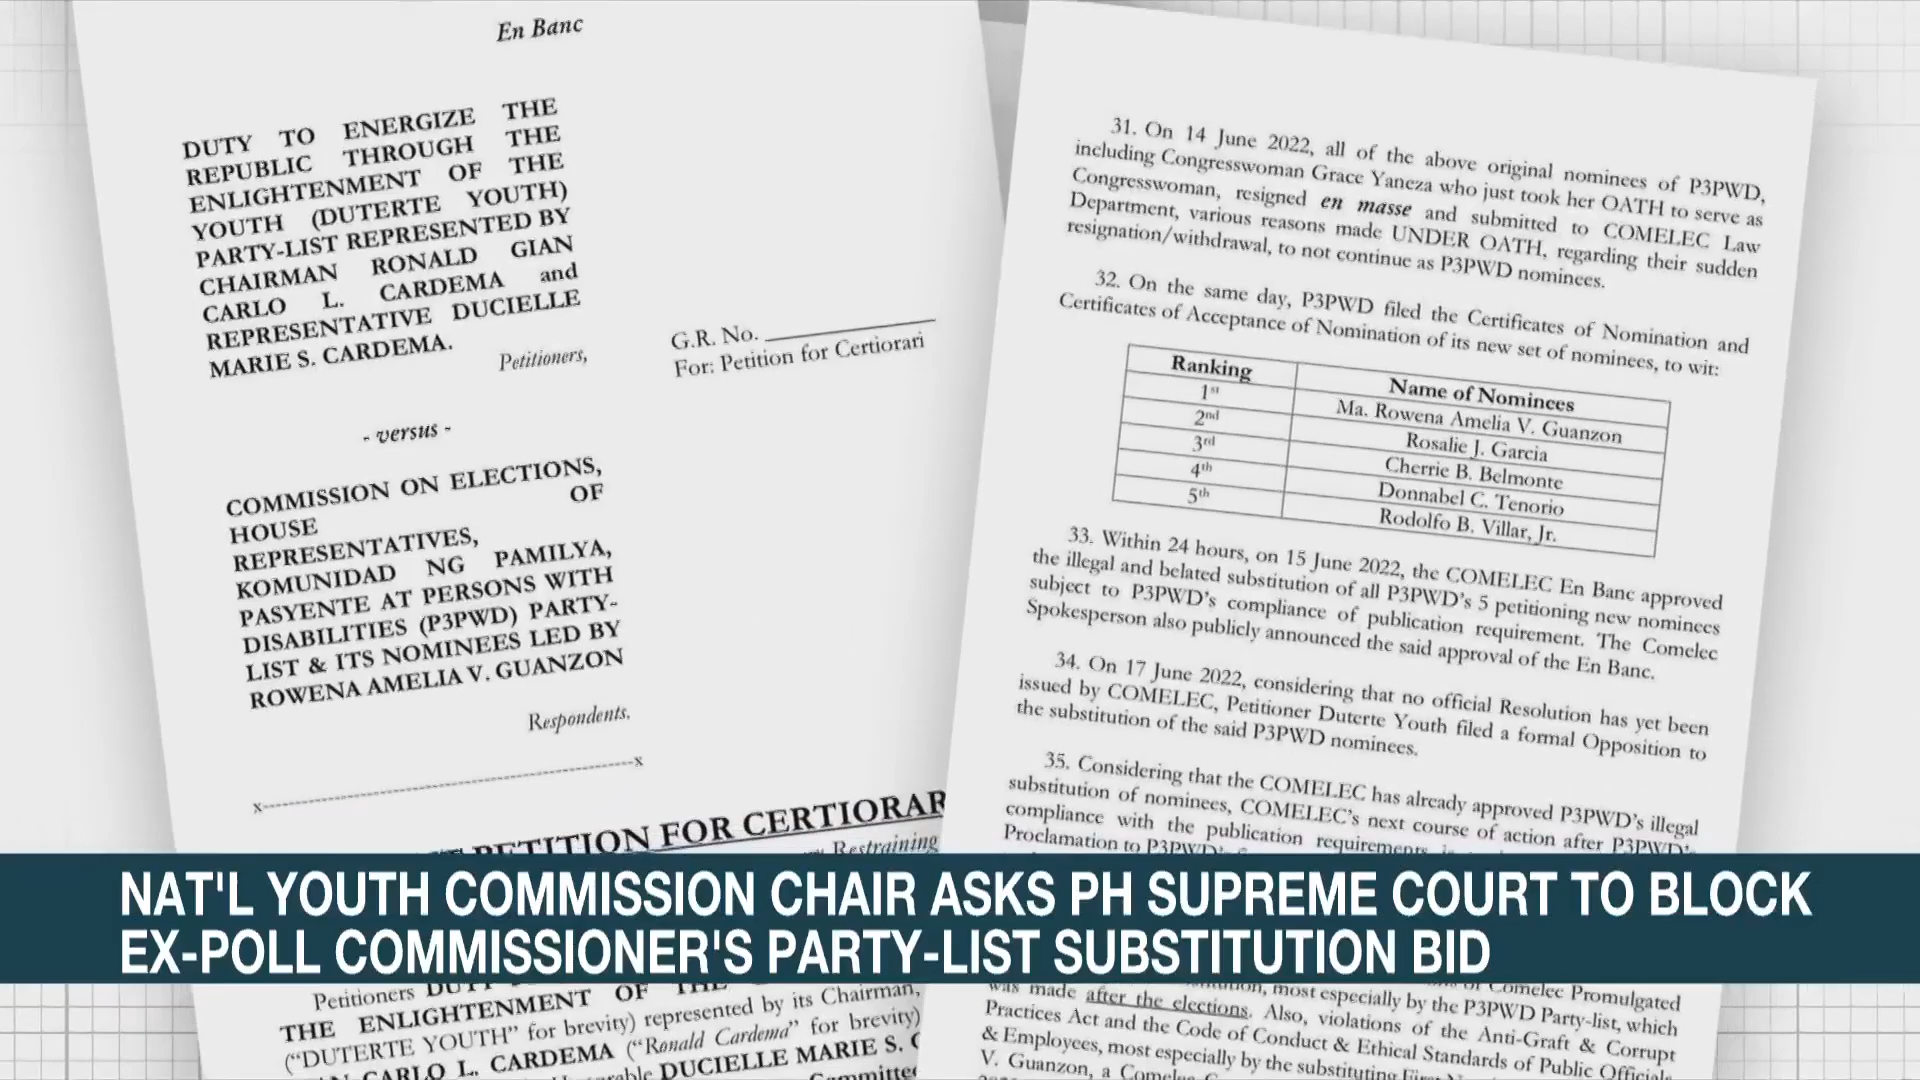 En Banc
DUTY TO ENERGIZE THE
REPUBLIC THROUGH THE
ENLIGHTENMENT OF THE
YOUTH (DUTERTE YOUTH)
PARTY-LIST REPRESENTED BY
CHAIRMAN RONALD GIAN
CARLO L. CARDEMA and
REPRESENTATIVE DUCIELLE
MARIE S. CARDEMA.
Petitioners,
G.R. No.
For: Petition for Certiorari
- versus -
COMMISSION ON ELECTIONS,
HOUSE OF
REPRESENTATIVES,
KOMUNIDAD NG PAMILYA,
PASYENTE AT PERSONS WITH
DISABILITIES (P3PWD) PARTY-
LIST & ITS NOMINEES LED BY
ROWENA AMELIA V. GUANZON
Respondents.
x--------------------------------------------------x
PETITION FOR CERTIORAR
Restraining
Petitioners
THE ENLIGHTENMENT OF THE
("DUTERTE YOUTH" for brevity) represented by its Chairman,
CARLO L. CARDEMA ("Ronald Cardema" for brevity)
DUCIELLE MARIE S. C
31. On 14 June 2022, all of the above original nominees of P3PWD,
including Congresswoman Grace Yaneza who just took her OATH to serve as
Congresswoman, resigned en masse and submitted to COMELEC Law
Department, various reasons made UNDER OATH, regarding their sudden
resignation/withdrawal, to not continue as P3PWD nominees.
32. On the same day, P3PWD filed the Certificates of Nomination and
Certificates of Acceptance of Nomination of its new set of nominees, to wit:
Ranking Name of Nominees
1st Ma. Rowena Amelia V. Guanzon
2nd Rosalie J. Garcia
3rd Cherrie B. Belmonte
4th Donnabel C. Tenorio
5th Rodolfo B. Villar, Jr.
33. Within 24 hours, on 15 June 2022, the COMELEC En Banc approved
the illegal and belated substitution of all P3PWD's 5 petitioning new nominees
subject to P3PWD's compliance of publication requirement. The Comelec
Spokesperson also publicly announced the said approval of the En Banc.
34. On 17 June 2022, considering that no official Resolution has yet been
issued by COMELEC, Petitioner Duterte Youth filed a formal Opposition to
the substitution of the said P3PWD nominees.
35. Considering that the COMELEC has already approved P3PWD's illegal
substitution of nominees, COMELEC's next course of action after P3PWD's
compliance with the publication requirements
Proclamation to P3PWD's
of Comelec Promulgated
most especially by the P3PWD Party-list, which
was made after the elections. Also, violations of the Anti-Graft & Corrupt
Practices Act and the Code of Conduct & Ethical Standards of Public Officials
& Employees, most especially by the substituting First
V. Guanzon, a Comelec
NAT'L YOUTH COMMISSION CHAIR ASKS PH SUPREME COURT TO BLOCK
EX-POLL COMMISSIONER'S PARTY-LIST SUBSTITUTION BID